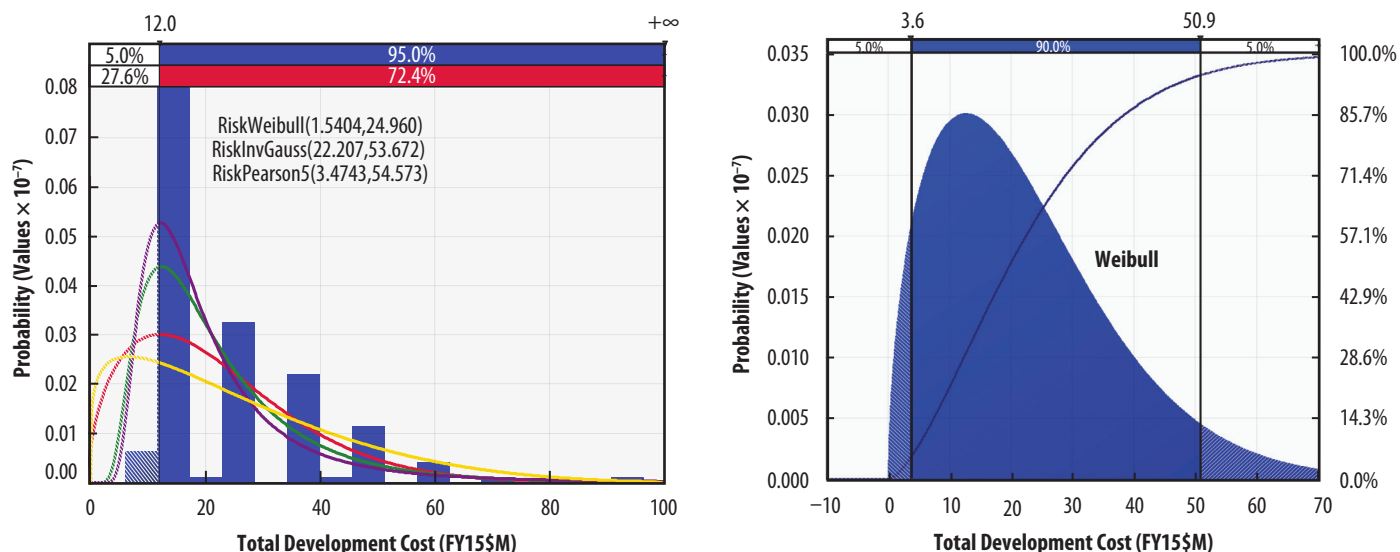 12.0 +∞
5.0% 95.0%
27.6% 72.4%
0.08
0.07
0.06
0.05
0.04
0.03
0.02
0.01
0.00
Probability (Values × 10⁻⁷)
RiskWeibull(1.5404,24.960)
RiskInvGauss(22.207,53.672)
RiskPearson5(3.4743,54.573)
0 20 40 60 80 100
Total Development Cost (FY15$M)
3.6 50.9
5.0% 90.0% 5.0%
0.035
0.030
0.025
0.020
0.015
0.010
0.005
0.000
Probability (Values × 10⁻⁷)
Weibull
100.0%
85.7%
71.4%
57.1%
42.9%
28.6%
14.3%
0.0%
−10 0 10 20 30 40 50 60 70
Total Development Cost (FY15$M)